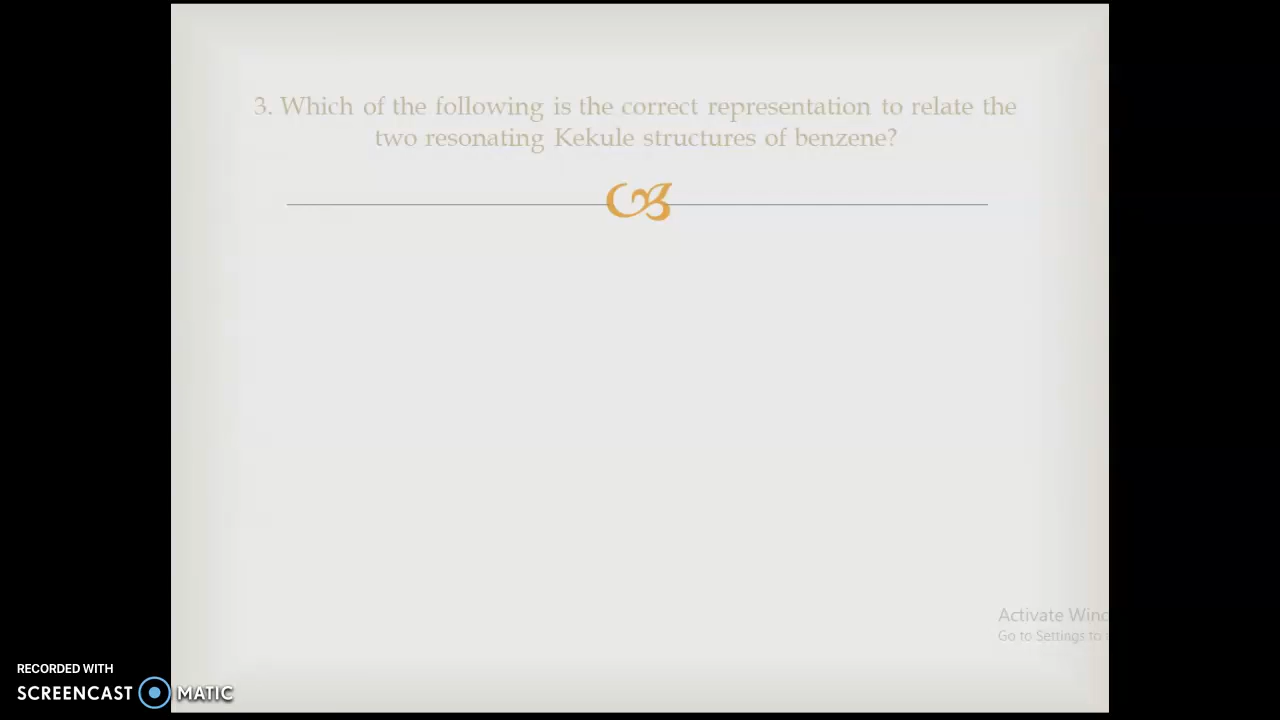 3. Which of the following is the correct representation to relate the
two resonating Kekule structures of benzene?
Activate Wind
Go to Settings to
RECORDED WITH
SCREENCAST MATIC